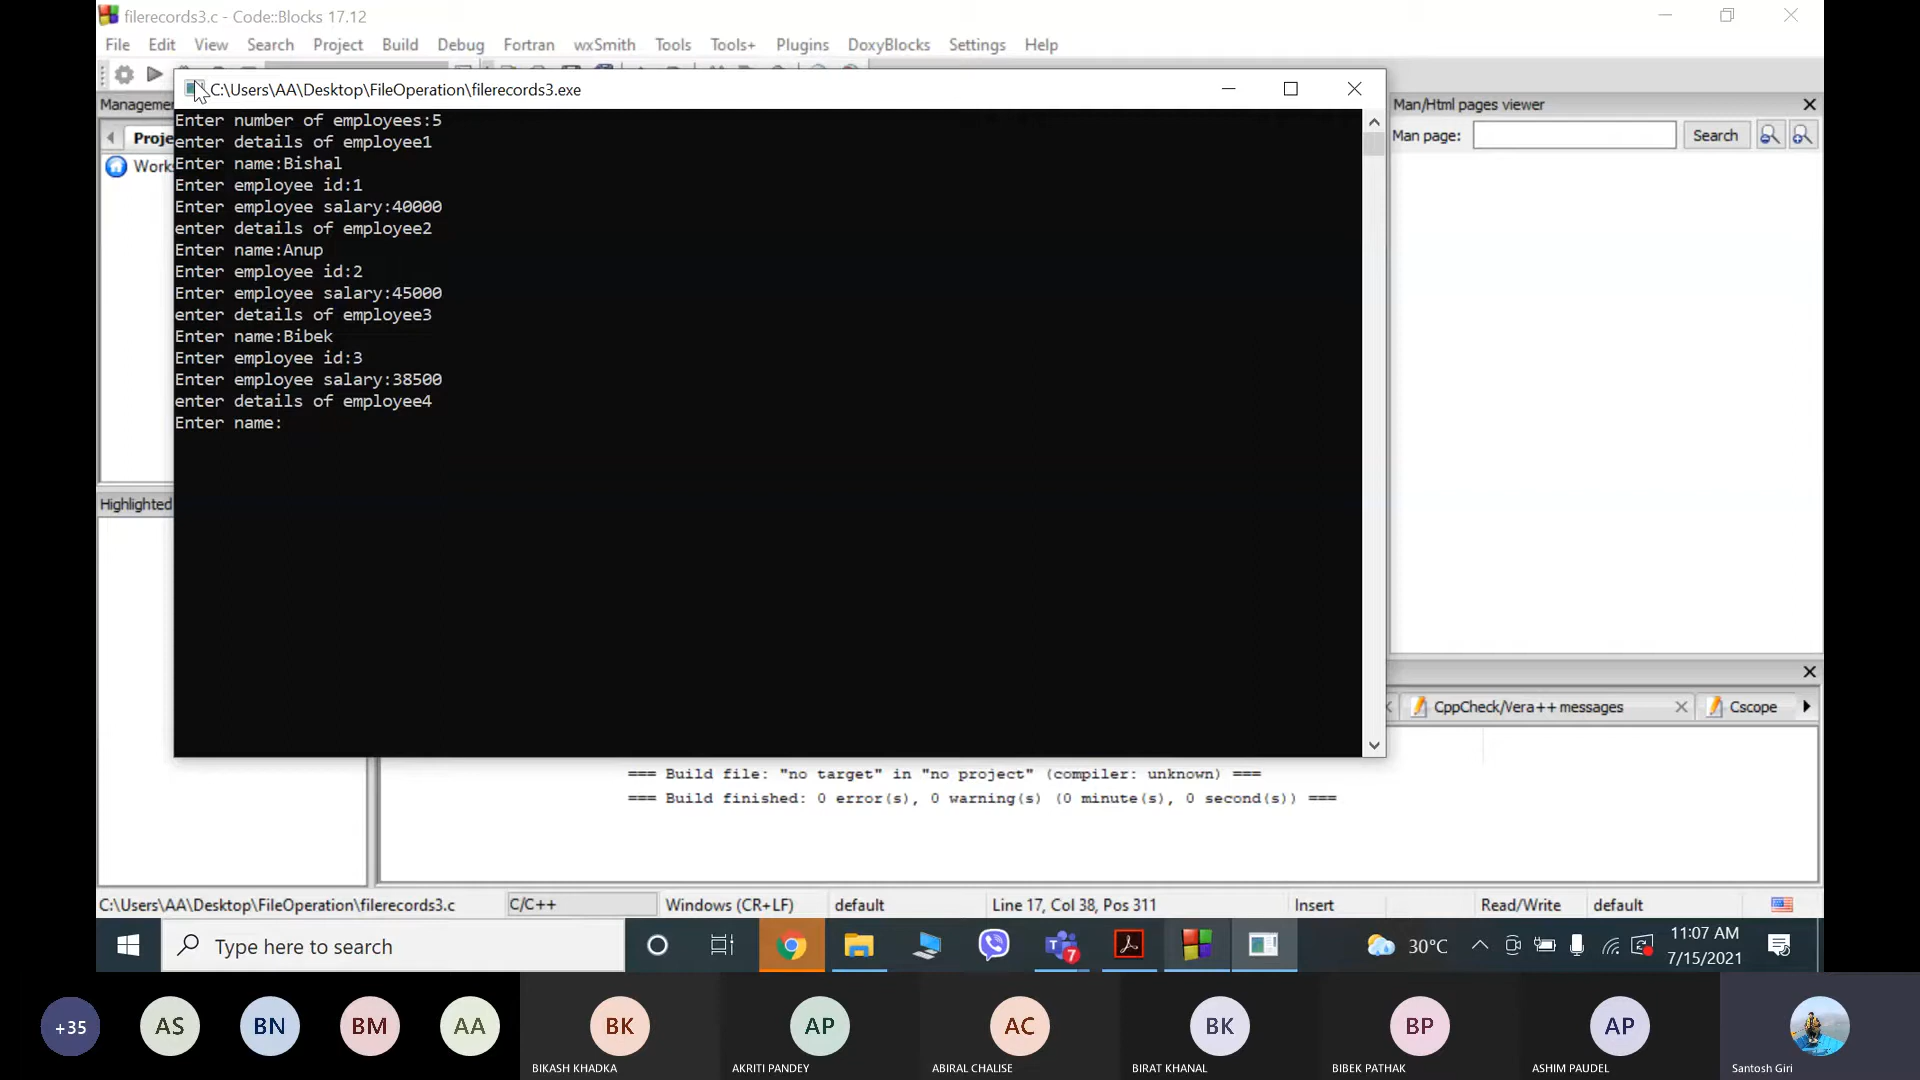 filerecords3.c - Code::Blocks 17.12
File Edit View Search Project Build Debug Fortran wxSmith Tools Tools+ Plugins DoxyBlocks Settings Help
C:\Users\AA\Desktop\FileOperation\filerecords3.exe
Enter number of employees:5
enter details of employee1
Enter name:Bishal
Enter employee id:1
Enter employee salary:40000
enter details of employee2
Enter name:Anup
Enter employee id:2
Enter employee salary:45000
enter details of employee3
Enter name:Bibek
Enter employee id:3
Enter employee salary:38500
enter details of employee4
Enter name:
Managemen
Proje
Works
Highlighted
Man/Html pages viewer
Man page: Search
CppCheck/Vera++ messages Cscope
=== Build file: "no target" in "no project" (compiler: unknown) ===
=== Build finished: 0 error(s), 0 warning(s) (0 minute(s), 0 second(s)) ===
C:\Users\AA\Desktop\FileOperation\filerecords3.c C/C++ Windows (CR+LF) default Line 17, Col 38, Pos 311 Insert Read/Write default
Type here to search
7
30°C
11:07 AM
7/15/2021
+35 AS BN BM AA BK AP AC BK BP AP
BIKASH KHADKA AKRITI PANDEY ABIRAL CHALISE BIRAT KHANAL BIBEK PATHAK ASHIM PAUDEL Santosh Giri